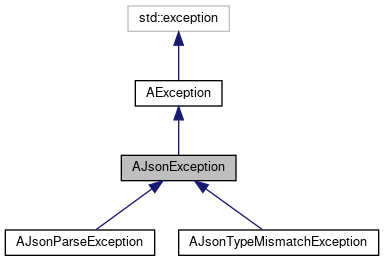 std::exception
AException
AJsonException
AJsonParseException
AJsonTypeMismatchException